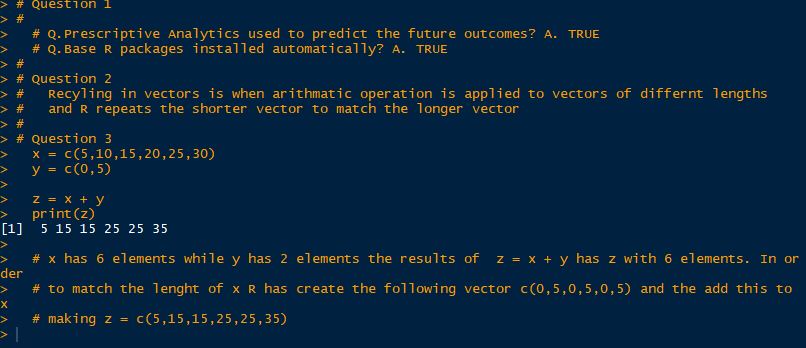 > # Question 1
> #
>   # Q.Prescriptive Analytics used to predict the future outcomes? A. TRUE
>   # Q.Base R packages installed automatically? A. TRUE
> #
> # Question 2
> #   Recyling in vectors is when arithmatic operation is applied to vectors of differnt lengths
> #   and R repeats the shorter vector to match the longer vector
> #
> # Question 3
>   x = c(5,10,15,20,25,30)
>   y = c(0,5)
>
>   z = x + y
>   print(z)
[1]  5 15 15 25 25 35
>
>   # x has 6 elements while y has 2 elements the results of  z = x + y has z with 6 elements. In or
der
>   # to match the lenght of x R has create the following vector c(0,5,0,5,0,5) and the add this to
x
>   # making z = c(5,15,15,25,25,35)
>